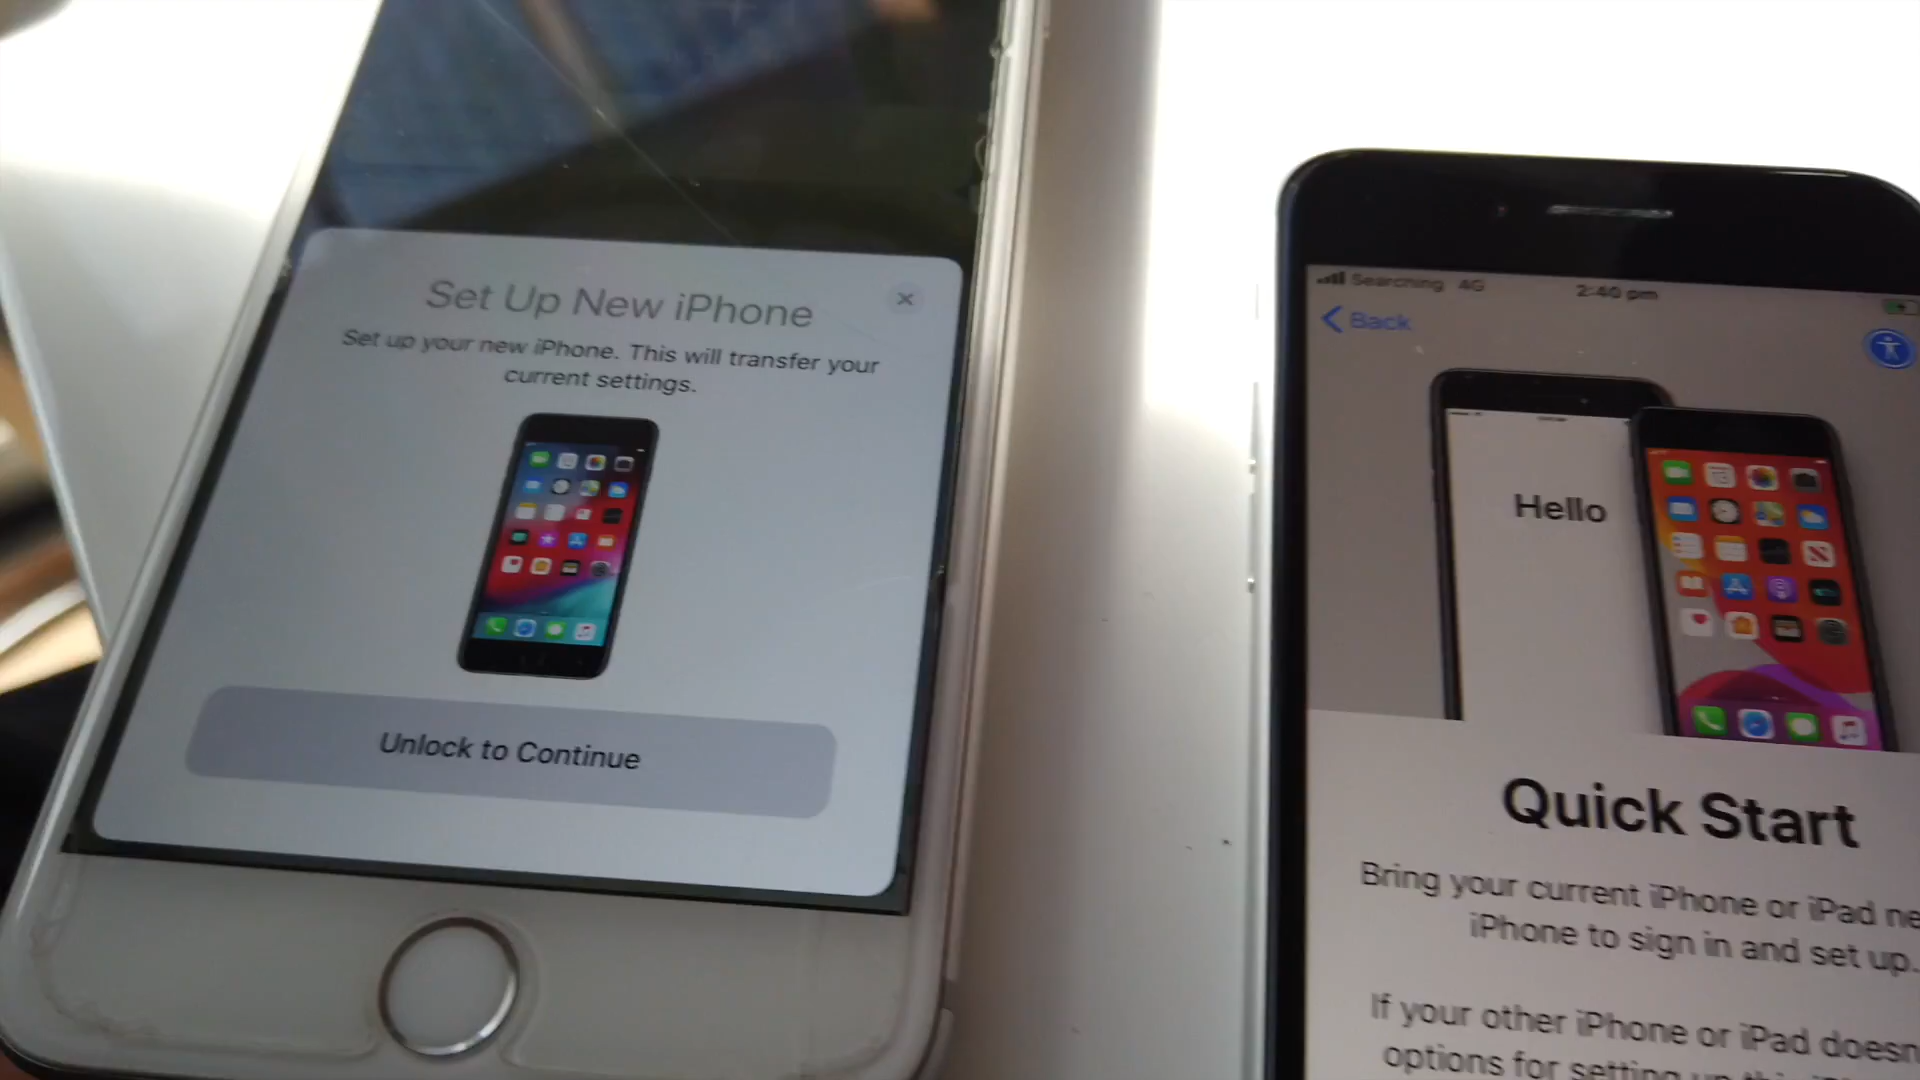 Set Up New iPhone
Set up your new iPhone. This will transfer your
current settings.
Unlock to Continue
Searching 4G
2:40 pm
Back
Hello
Quick Start
Bring your current iPhone or iPad ne
iPhone to sign in and set up.
If your other iPhone or iPad doesn
options for setting up this